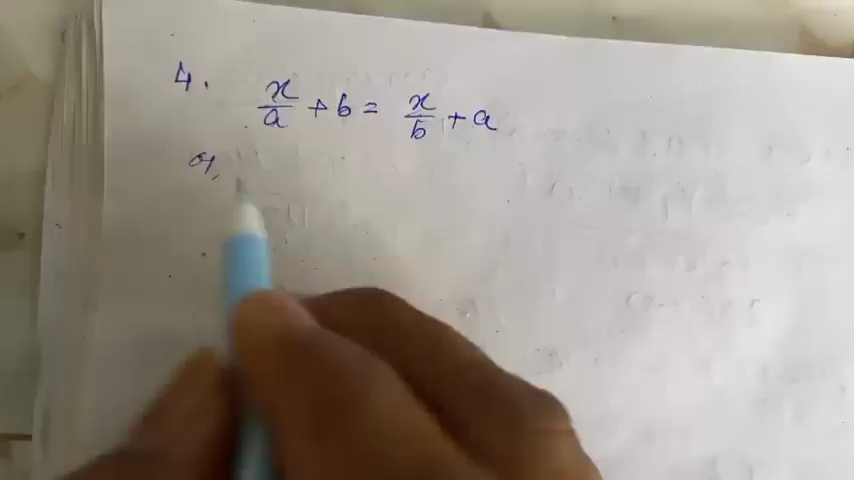 4. x/a + b = x/b + a
or,